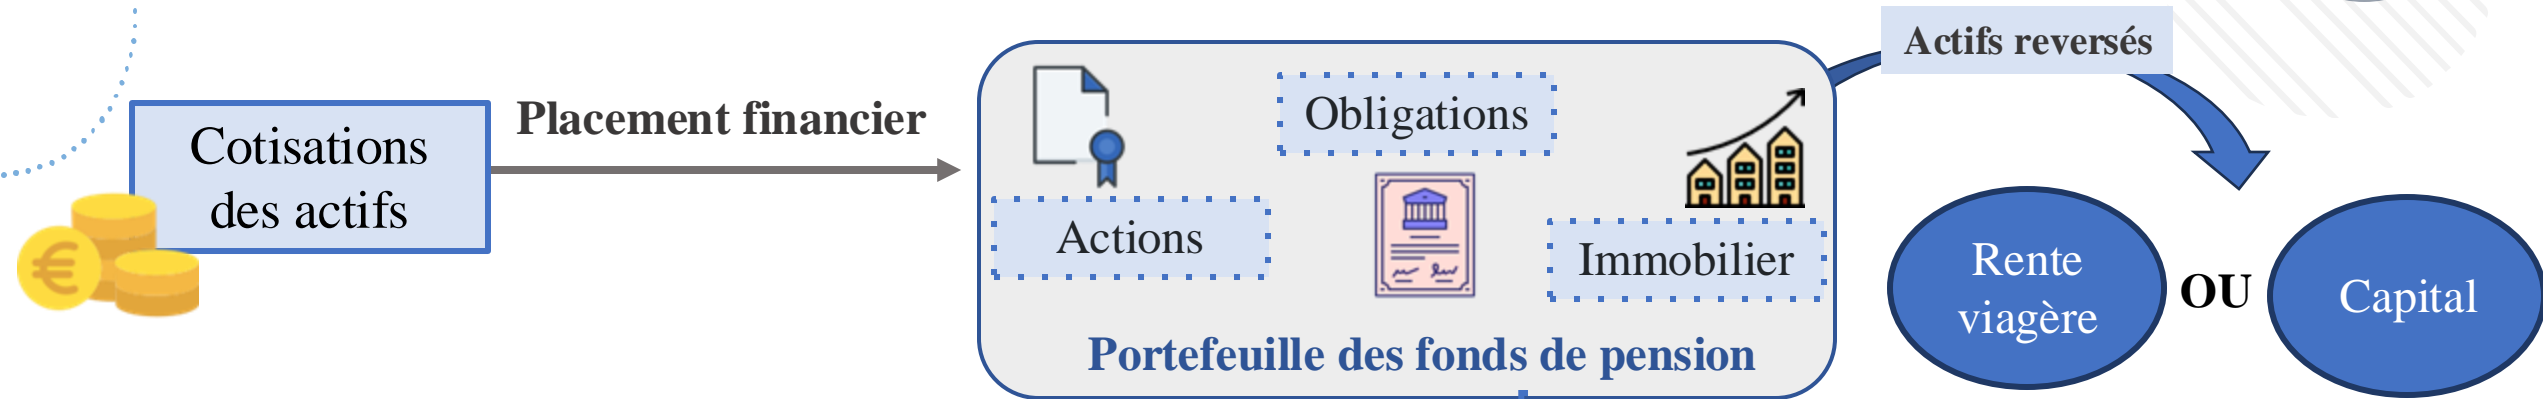 Cotisations
des actifs
Placement financier
Actions
Obligations
Immobilier
Portefeuille des fonds de pension
Actifs reversés
Rente
viagère
OU
Capital